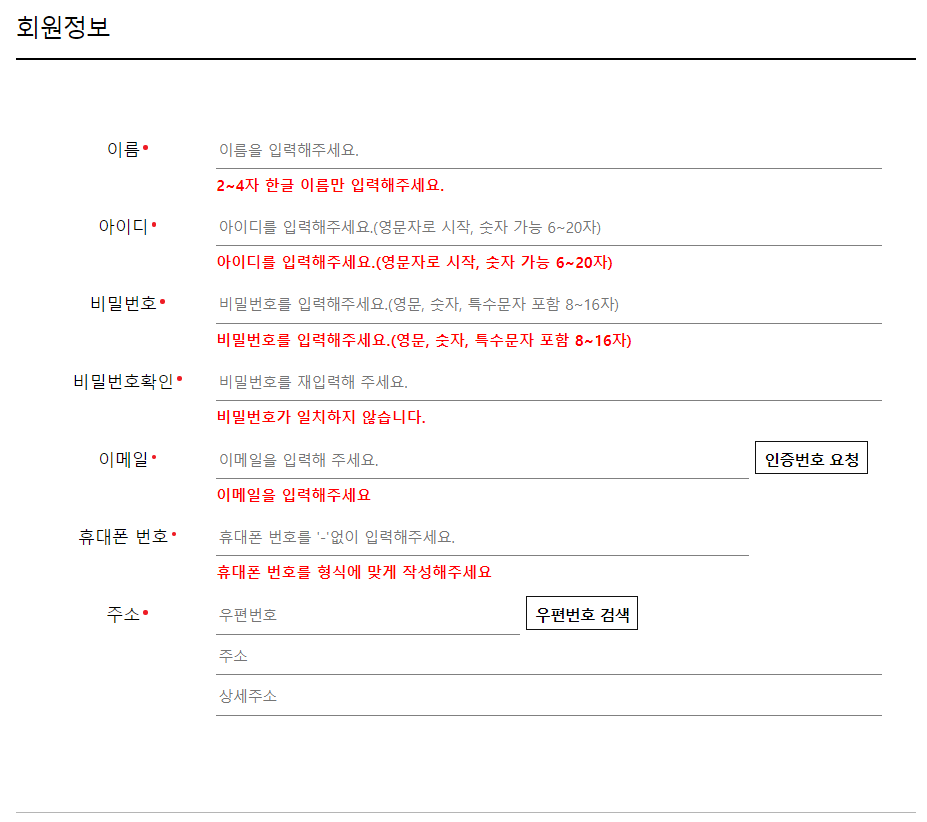 회원정보
이름•
이름을 입력해주세요.
2~4자 한글 이름만 입력해주세요.
아이디•
아이디를 입력해주세요.(영문자로 시작, 숫자 가능 6~20자)
아이디를 입력해주세요.(영문자로 시작, 숫자 가능 6~20자)
비밀번호•
비밀번호를 입력해주세요.(영문, 숫자, 특수문자 포함 8~16자)
비밀번호를 입력해주세요.(영문, 숫자, 특수문자 포함 8~16자)
비밀번호확인•
비밀번호를 재입력해 주세요.
비밀번호가 일치하지 않습니다.
이메일•
이메일을 입력해 주세요.
인증번호 요청
이메일을 입력해주세요
휴대폰 번호•
휴대폰 번호를 '-'없이 입력해주세요.
휴대폰 번호를 형식에 맞게 작성해주세요
주소•
우편번호
우편번호 검색
주소
상세주소